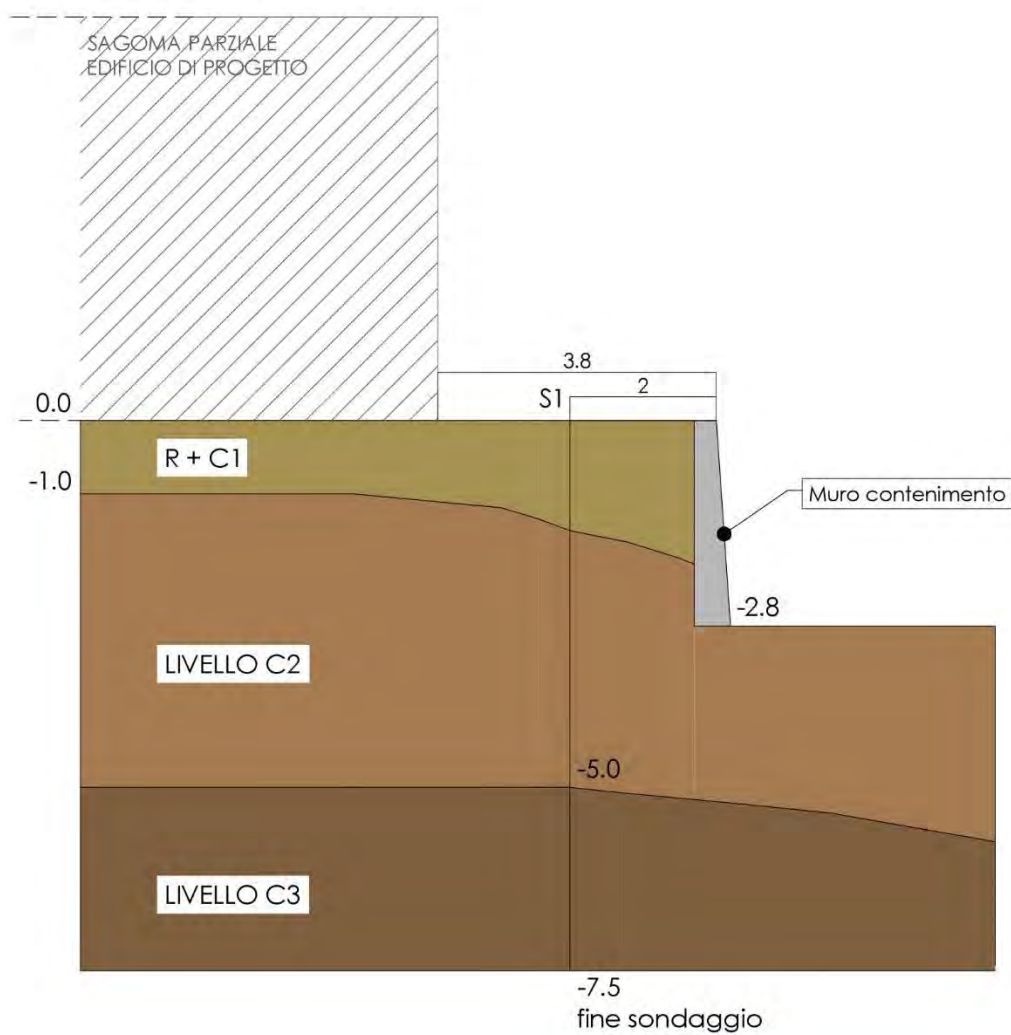 SAGOMA PARZIALE
EDIFICIO DI PROGETTO
3.8
S1
2
0.0
R + C1
-1.0
Muro contenimento
-2.8
LIVELLO C2
-5.0
LIVELLO C3
-7.5
fine sondaggio